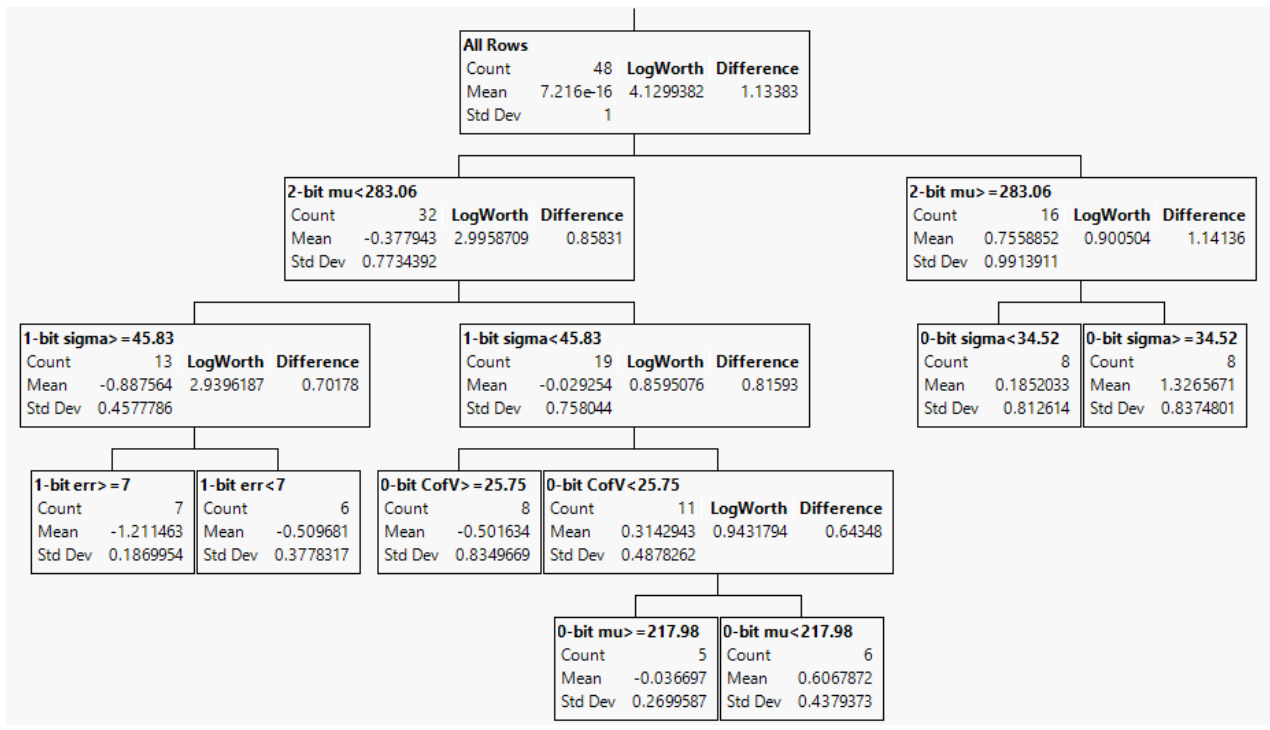 All Rows
Count 48 LogWorth Difference
Mean 7.216e-16 4.1299382 1.13383
Std Dev 1
2-bit mu<283.06
Count 32 LogWorth Difference
Mean -0.377943 2.9958709 0.85831
Std Dev 0.7734392
2-bit mu>=283.06
Count 16 LogWorth Difference
Mean 0.7558852 0.900504 1.14136
Std Dev 0.9913911
1-bit sigma>=45.83
Count 13 LogWorth Difference
Mean -0.887564 2.9396187 0.70178
Std Dev 0.4577786
1-bit sigma<45.83
Count 19 LogWorth Difference
Mean -0.029254 0.8595076 0.81593
Std Dev 0.758044
0-bit sigma<34.52
Count 8
Mean 0.1852033
Std Dev 0.812614
0-bit sigma>=34.52
Count 8
Mean 1.3265671
Std Dev 0.8374801
1-bit err>=7
Count 7
Mean -1.211463
Std Dev 0.1869954
1-bit err<7
Count 6
Mean -0.509681
Std Dev 0.3778317
0-bit CofV>=25.75
Count 8
Mean -0.501634
Std Dev 0.8349669
0-bit CofV<25.75
Count 11 LogWorth Difference
Mean 0.3142943 0.9431794 0.64348
Std Dev 0.4878262
0-bit mu>=217.98
Count 5
Mean -0.036697
Std Dev 0.2699587
0-bit mu<217.98
Count 6
Mean 0.6067872
Std Dev 0.4379373